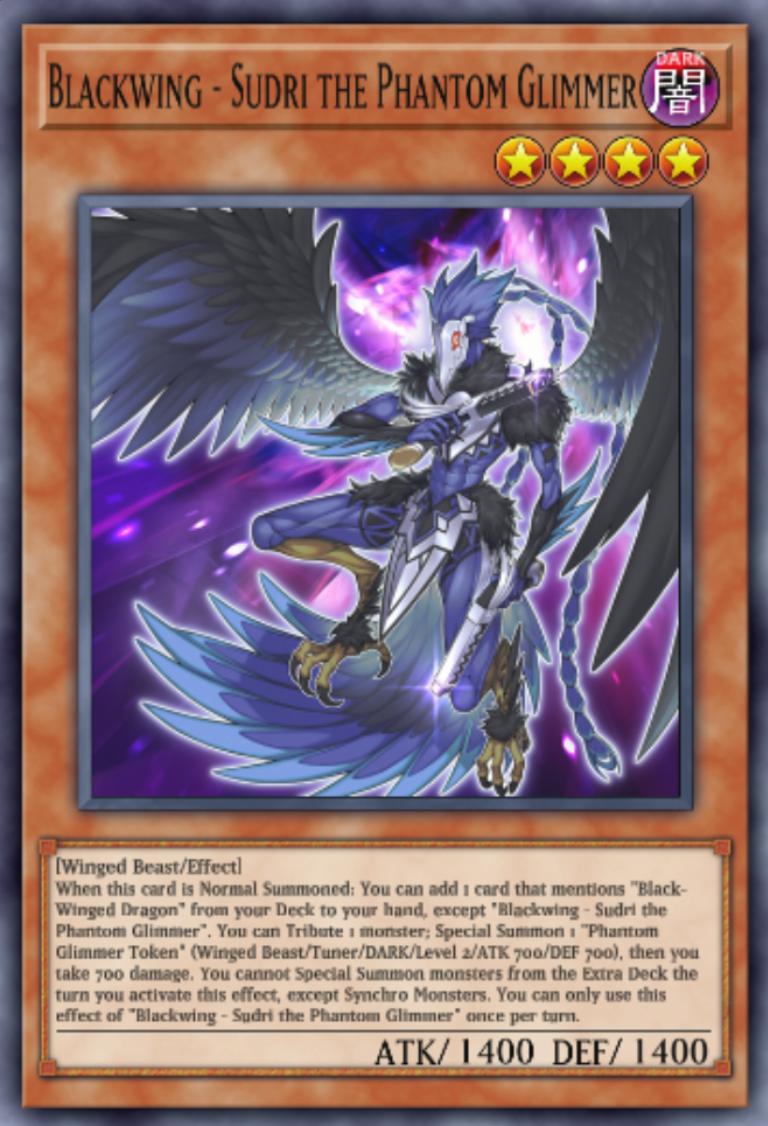 Blackwing - Sudri the Phantom Glimmer
DARK
闇
[Winged Beast/Effect]
When this card is Normal Summoned: You can add 1 card that mentions "Black-
Winged Dragon" from your Deck to your hand, except "Blackwing - Sudri the
Phantom Glimmer". You can Tribute 1 monster; Special Summon 1 "Phantom
Glimmer Token" (Winged Beast/Tuner/DARK/Level 2/ATK 700/DEF 700), then you
take 700 damage. You cannot Special Summon monsters from the Extra Deck the
turn you activate this effect, except Synchro Monsters. You can only use this
effect of "Blackwing - Sudri the Phantom Glimmer" once per turn.
ATK/ 1400 DEF/ 1400